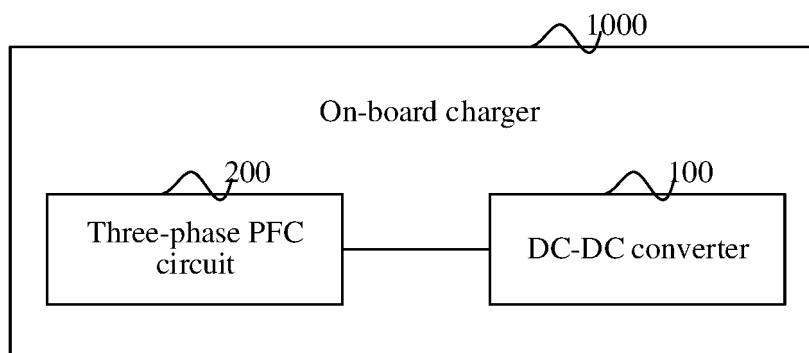 1000
On-board charger
200
100
Three-phase PFC
circuit
DC-DC converter